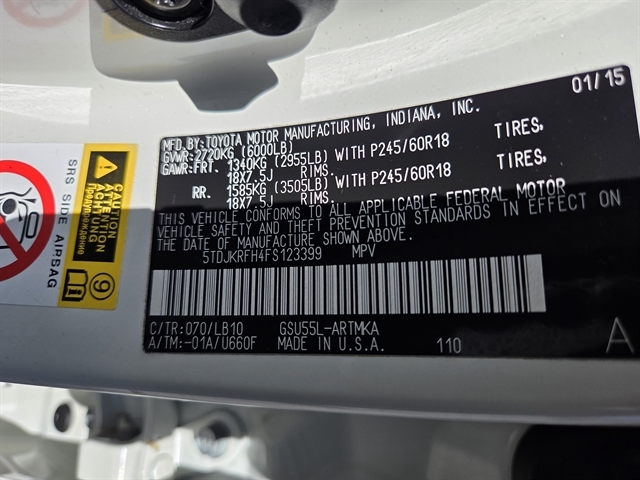 01/15
MFD.BY:TOYOTA MOTOR MANUFACTURING, INDIANA, INC.
GVWR:2720KG (6000LB)
GAWR:FRT. 1340KG (2955LB) WITH P245/60R18 TIRES,
18X7.5J RIMS.
RR. 1585KG (3505LB) WITH P245/60R18 TIRES,
18X7.5J RIMS.
THIS VEHICLE CONFORMS TO ALL APPLICABLE FEDERAL MOTOR
VEHICLE SAFETY AND THEFT PREVENTION STANDARDS IN EFFECT ON
THE DATE OF MANUFACTURE SHOWN ABOVE.
5TDJKRFH4FS123399 MPV
C/TR:070/LB10 GSU55L-ARTMKA
A/TM:-01A/U660F MADE IN U.S.A. 110 A
SRS SIDE AIRBAG
CAUTION
Предупреждение
9